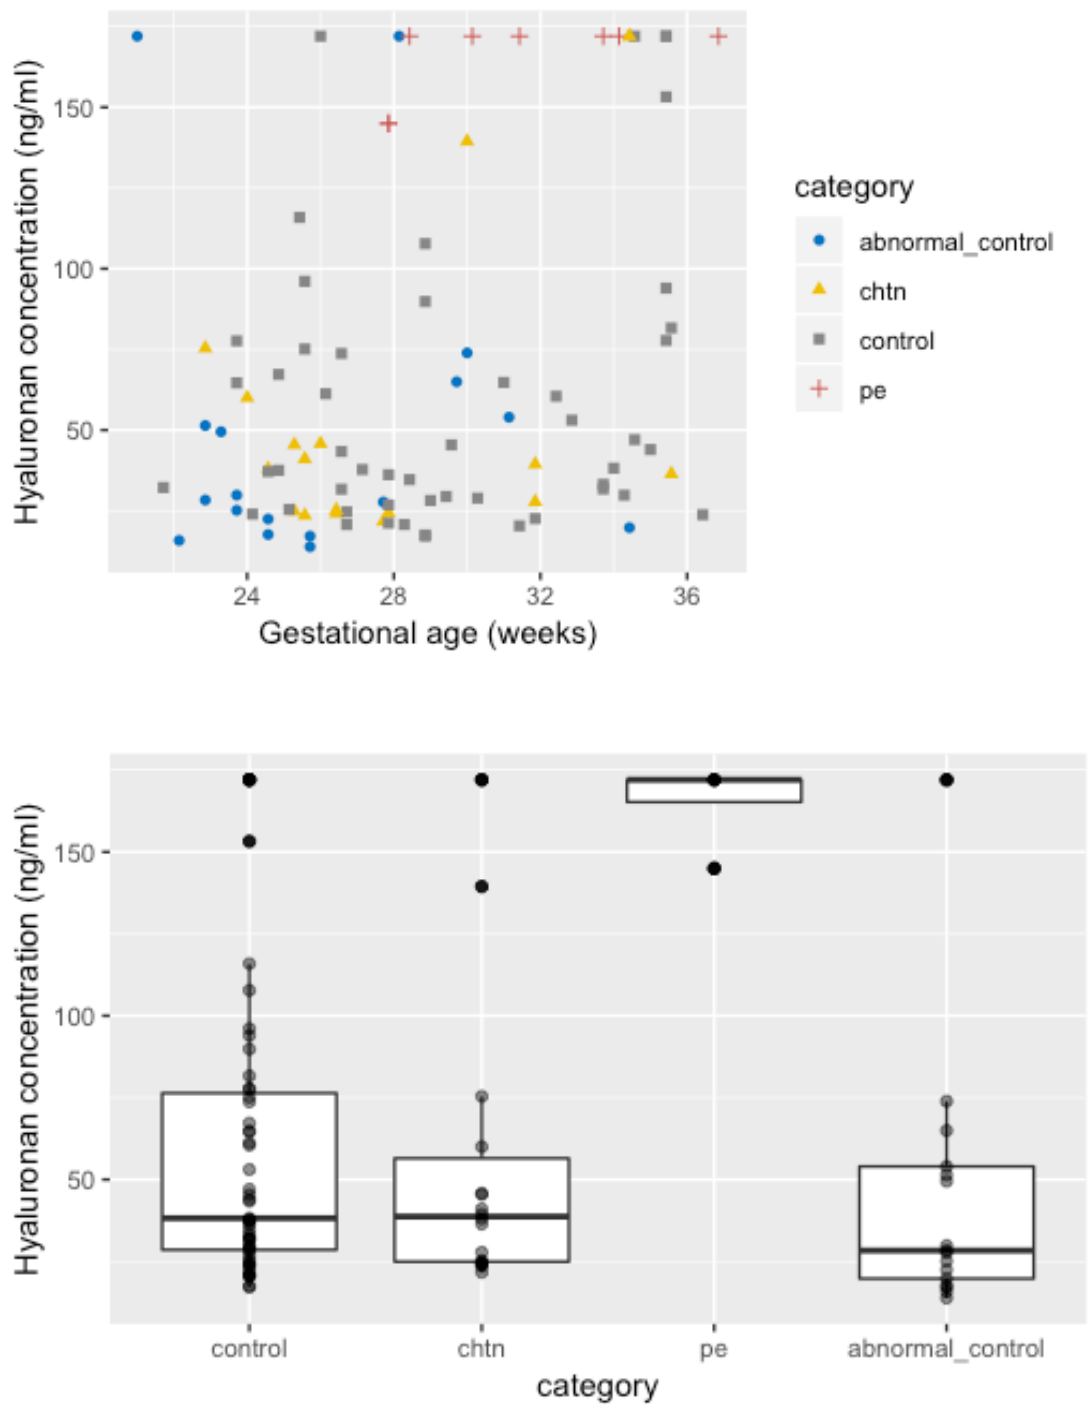 Hyaluronan concentration (ng/ml)
150
100
50
24 28 32 36
Gestational age (weeks)
category
abnormal_control
chtn
control
pe
Hyaluronan concentration (ng/ml)
150
100
50
control chtn pe abnormal_control
category